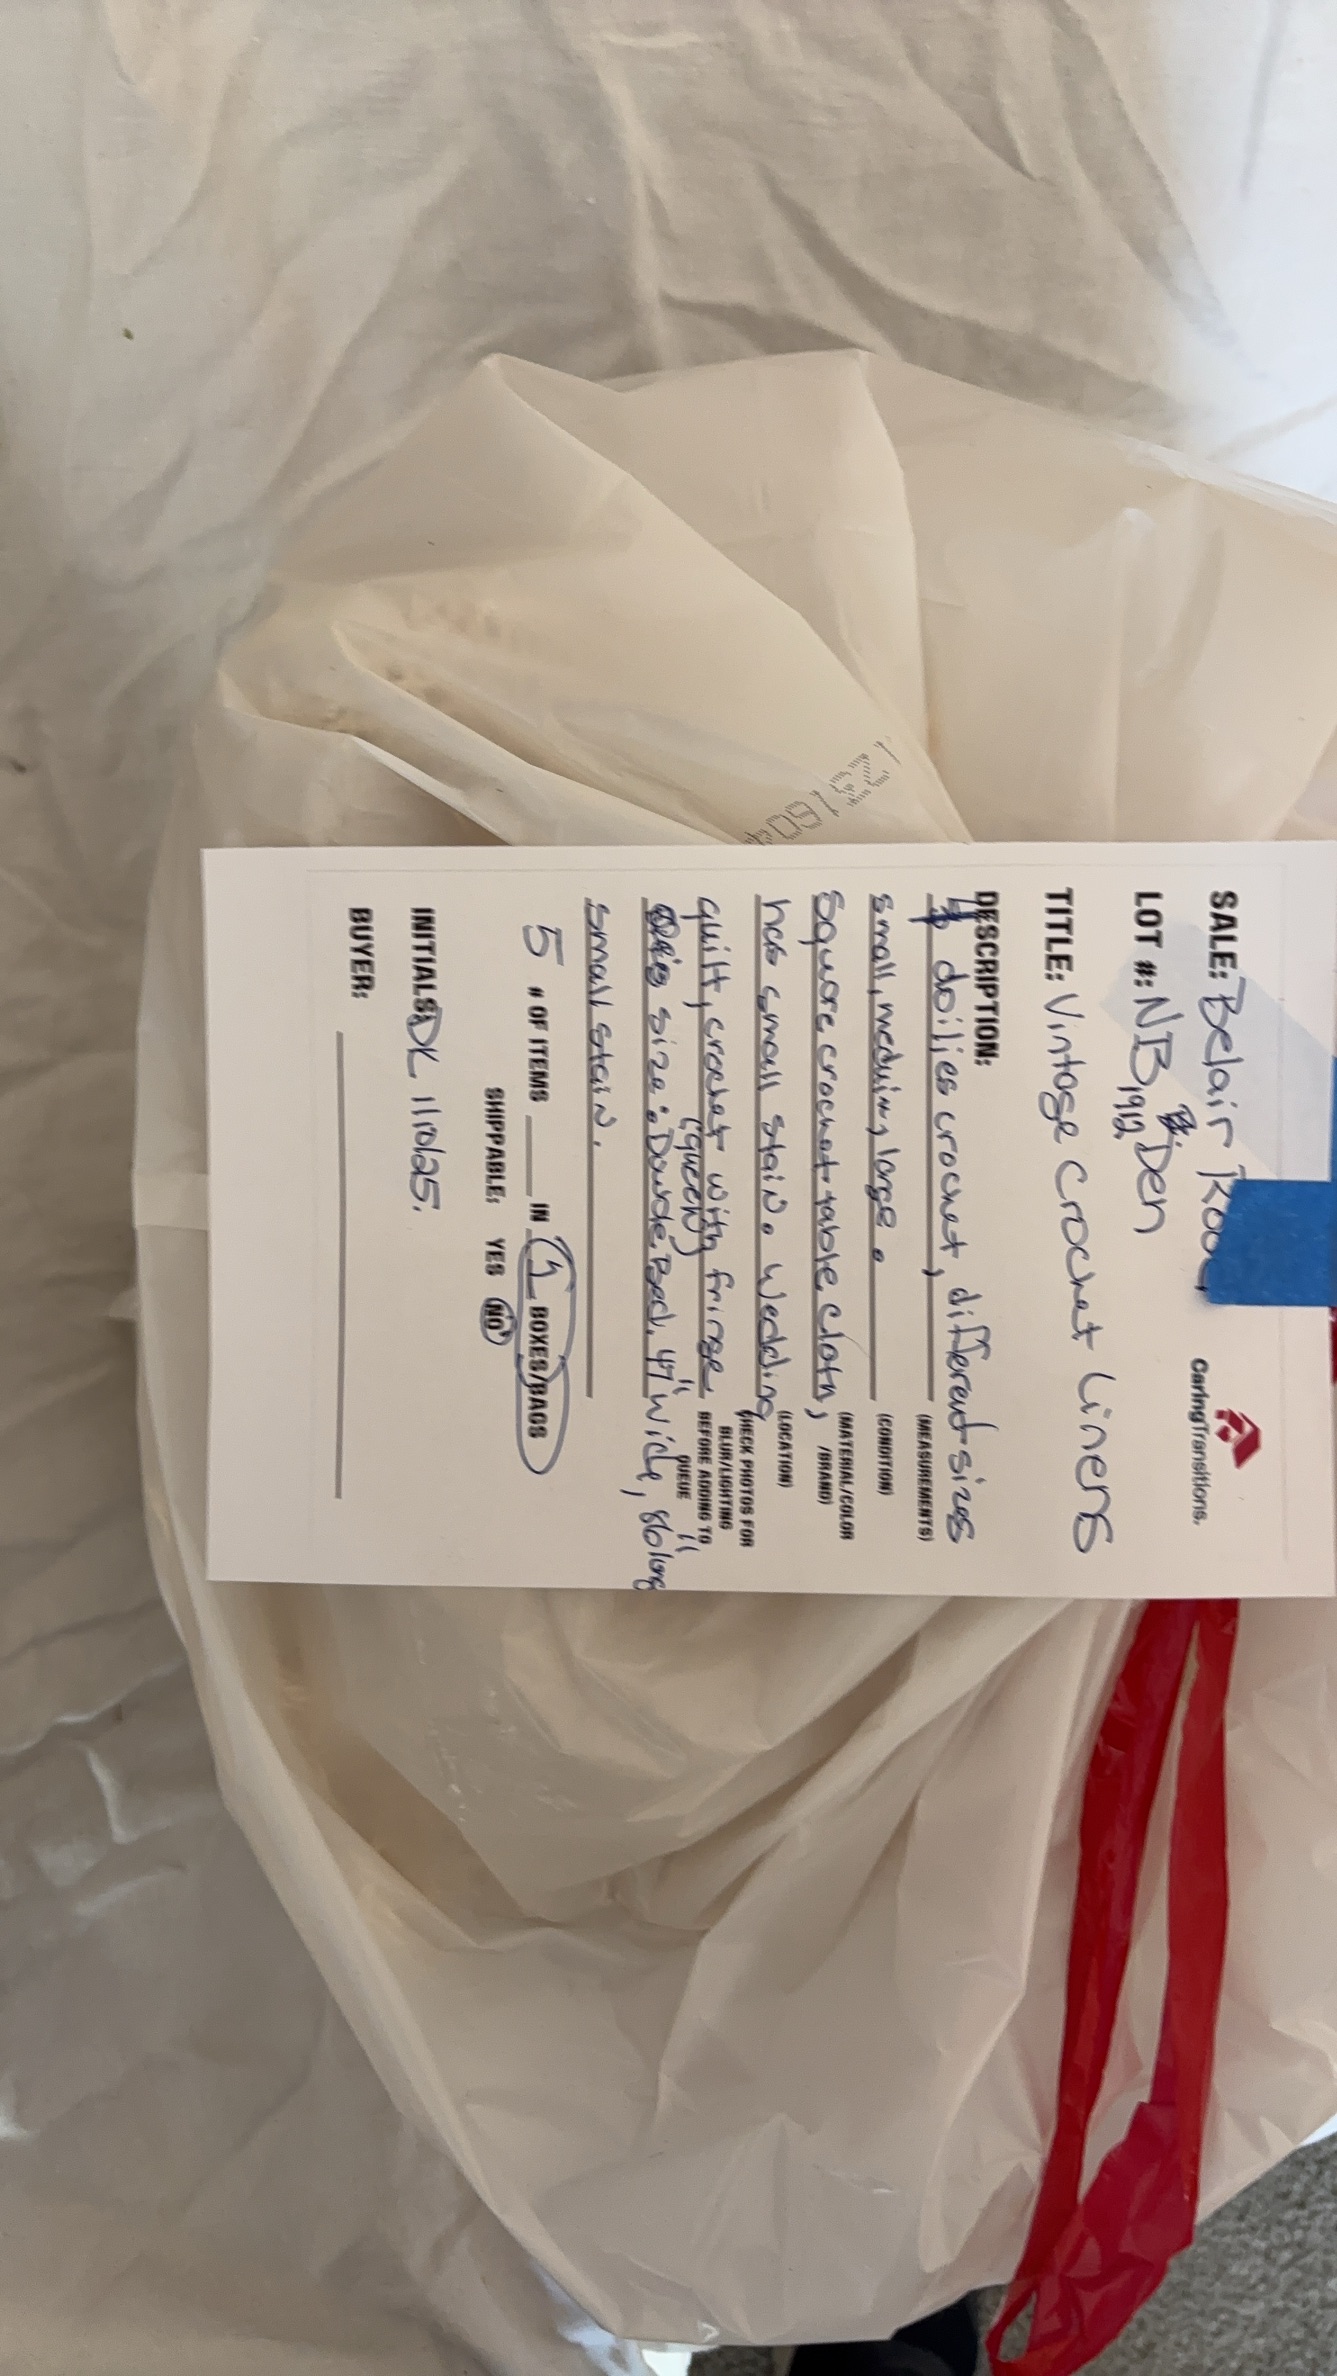 SALE: Belair
CaringTransitions.
LOT #: NB, Den
TITLE: Vintage Crochet Linens
DESCRIPTION:
4 doilies crochet, different sizes
(MEASUREMENTS)
small, meduim, large.
(CONDITION)
Square crochet table cloth,
(MATERIAL/COLOR
/BRAND)
has small stain. Wedding
(LOCATION)
quilt, crochet with fringe
CHECK PHOTOS FOR
BLUR/LIGHTING
BEFORE ADDING TO
QUEUE
(queen)
size: Double Bed. 47" wide, 86" long
small stain.
5 # OF ITEMS IN 1 BOXES/BAGS
SHIPPABLE: YES NO
INITIALS: DK 11/10/25.
BUYER: